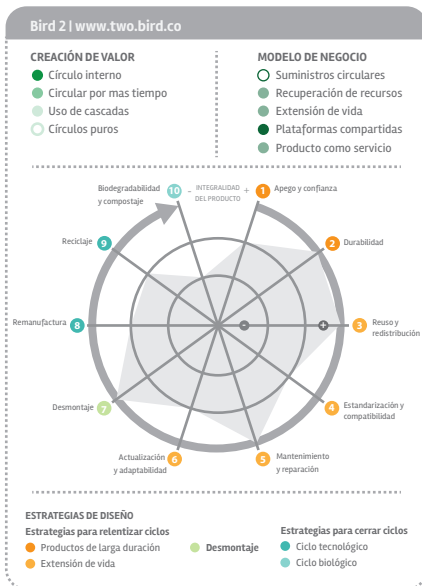 Bird 2 | www.two.bird.co
CREACIÓN DE VALOR
Círculo interno
Circular por mas tiempo
Uso de cascadas
Círculos puros
MODELO DE NEGOCIO
Suministros circulares
Recuperación de recursos
Extensión de vida
Plataformas compartidas
Producto como servicio
Biodegradabilidad
y compostaje
10
- INTEGRALIDAD +
DEL PRODUCTO
1
Apego y confianza
Reciclaje
9
2
Durabilidad
Remanufactura
8
-
+
3
Reuso y
redistribución
Desmontaje
7
4
Estandarización y
compatibilidad
Actualización
y adaptabilidad
6
5
Mantenimiento
y reparación
ESTRATEGIAS DE DISEÑO
Estrategias para relentizar ciclos
Productos de larga duración
Extensión de vida
Desmontaje
Estrategias para cerrar ciclos
Ciclo tecnológico
Ciclo biológico